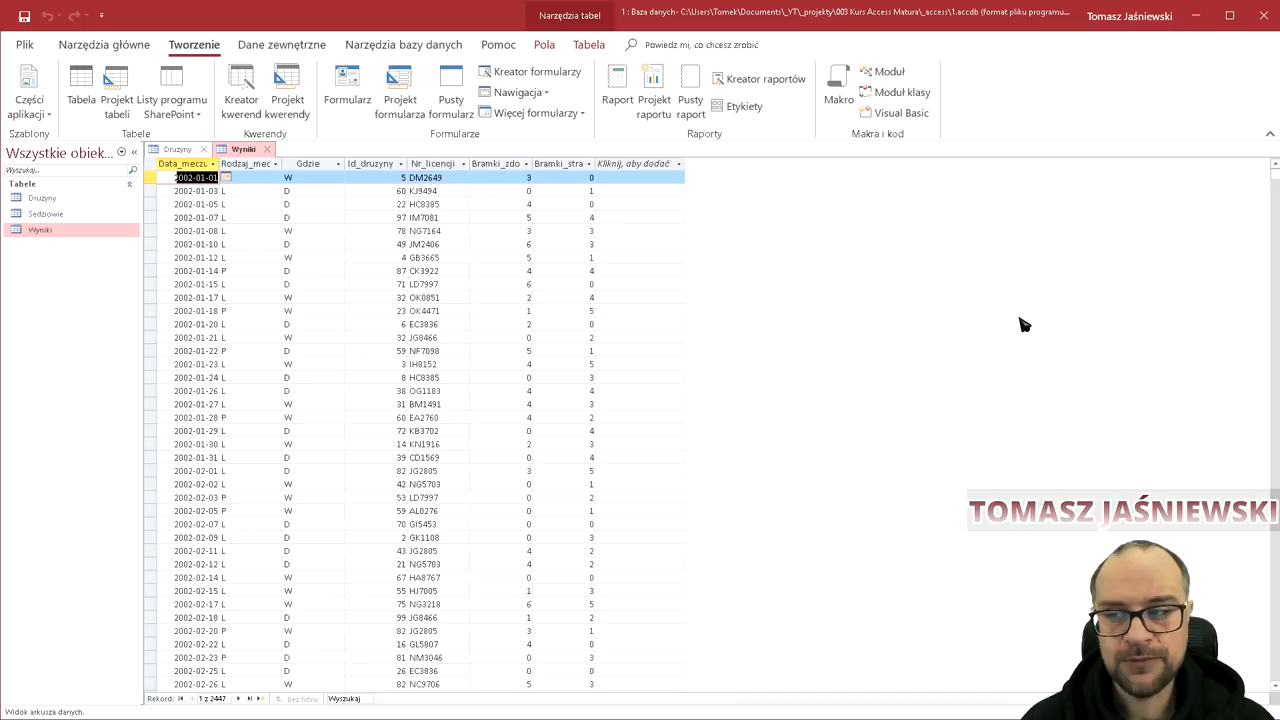 Narzędzia tabel
1 : Baza danych- C:\Users\Tomek\Documents\_YT\_projekty\003 Kurs Access Matura\_access\1.accdb (format pliku programu...
Tomasz Jaśniewski
Plik Narzędzia główne Tworzenie Dane zewnętrzne Narzędzia bazy danych Pomoc Pola Tabela Powiedz mi, co chcesz zrobić
Części aplikacji
Szablony
Tabela
Projekt tabeli
Listy programu SharePoint
Tabele
Kreator kwerend
Projekt kwerendy
Kwerendy
Formularz
Projekt formularza
Pusty formularz
Kreator formularzy
Nawigacja
Więcej formularzy
Formularze
Raport
Projekt raportu
Pusty raport
Kreator raportów
Etykiety
Raporty
Makro
Moduł
Moduł klasy
Visual Basic
Makra i kod
Wszystkie obiek...
Wyszukaj...
Tabele
Druzyny
Sedziowie
Wyniki
Druzyny Wyniki
Data_meczu Rodzaj_mec Gdzie Id_druzyny Nr_licencji Bramki_zdo Bramki_stra Kliknij, aby dodać
2002-01-01 W 5 DM2649 3 0
2002-01-03 L D 60 KJ9494 0 1
2002-01-05 L D 22 HC8385 4 0
2002-01-07 L D 97 IM7081 5 4
2002-01-08 L W 78 NG7164 3 3
2002-01-10 L D 49 JM2406 6 3
2002-01-12 L W 4 GB3665 5 1
2002-01-14 P D 87 CK3922 4 4
2002-01-15 L D 71 LD7997 6 0
2002-01-17 L W 32 OK0851 2 4
2002-01-18 P W 23 OK4471 1 5
2002-01-20 L D 6 EC3836 2 0
2002-01-21 L W 32 JG8466 0 2
2002-01-22 P D 59 NF7098 5 1
2002-01-23 L W 3 IH8152 4 5
2002-01-24 L D 8 HC8385 0 3
2002-01-26 L D 38 OG1183 4 4
2002-01-27 L W 31 BM1491 4 3
2002-01-28 P W 60 EA2760 4 2
2002-01-29 L D 72 KB3702 0 4
2002-01-30 L W 14 KN1916 2 3
2002-01-31 L D 39 CD1569 0 4
2002-02-01 L D 82 JG2805 3 5
2002-02-02 L W 42 NG5703 0 1
2002-02-03 P W 53 LD7997 0 2
2002-02-05 P W 59 AL0276 0 1
2002-02-07 L D 70 GI5453 0 0
2002-02-09 L D 2 GK1108 0 3
2002-02-11 L D 43 JG2805 4 2
2002-02-12 L D 21 NG5703 4 2
2002-02-14 L W 67 HA8767 0 0
2002-02-15 L W 55 HJ7005 1 3
2002-02-17 L W 75 NG3218 6 5
2002-02-18 L D 99 JG8466 1 2
2002-02-20 P W 82 JG2805 3 1
2002-02-22 L D 16 GL5807 4 0
2002-02-23 P D 81 NM3046 0 3
2002-02-25 L D 26 EC3836 0 0
2002-02-26 L W 82 NC9706 5 3
TOMASZ JAŚNIEWSKI
Rekord: 1 z 2447 Bez filtru Wyszukaj
Widok arkusza danych.